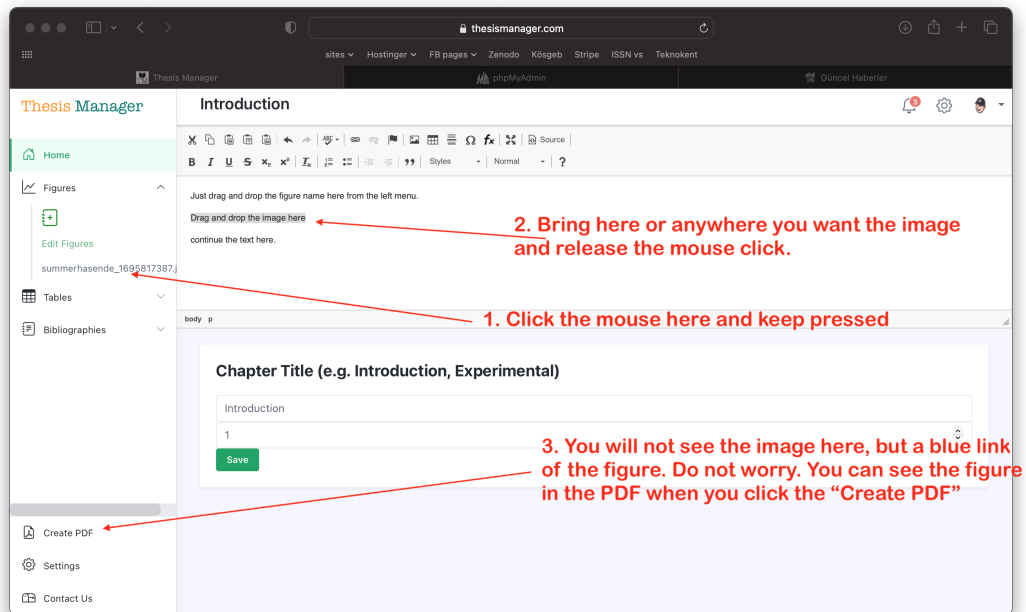 thesismanager.com
sites Hostinger FB pages Zenodo Kösgeb Stripe ISSN vs Teknokent
Thesis Manager phpMyAdmin Güncel Haberler
Thesis Manager
Introduction
3
Home
Figures
Edit Figures
summerhasende_1695817387.j
Tables
Bibliographies
Source
B I U S x₂ x² Tx
Styles Normal ?
Just drag and drop the figure name here from the left menu.
Drag and drop the image here
continue the text here.
2. Bring here or anywhere you want the image
and release the mouse click.
1. Click the mouse here and keep pressed
body p
Chapter Title (e.g. Introduction, Experimental)
Introduction
1
Save
3. You will not see the image here, but a blue link
of the figure. Do not worry. You can see the figure
in the PDF when you click the “Create PDF”
Create PDF
Settings
Contact Us